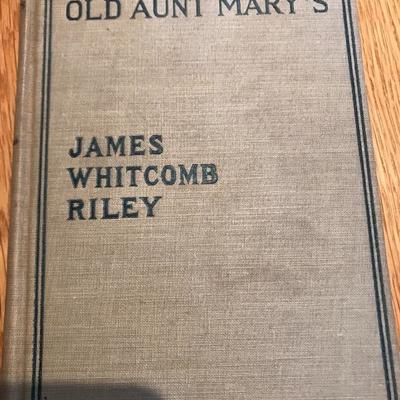 OLD AUNT MARY'S
JAMES
WHITCOMB
RILEY